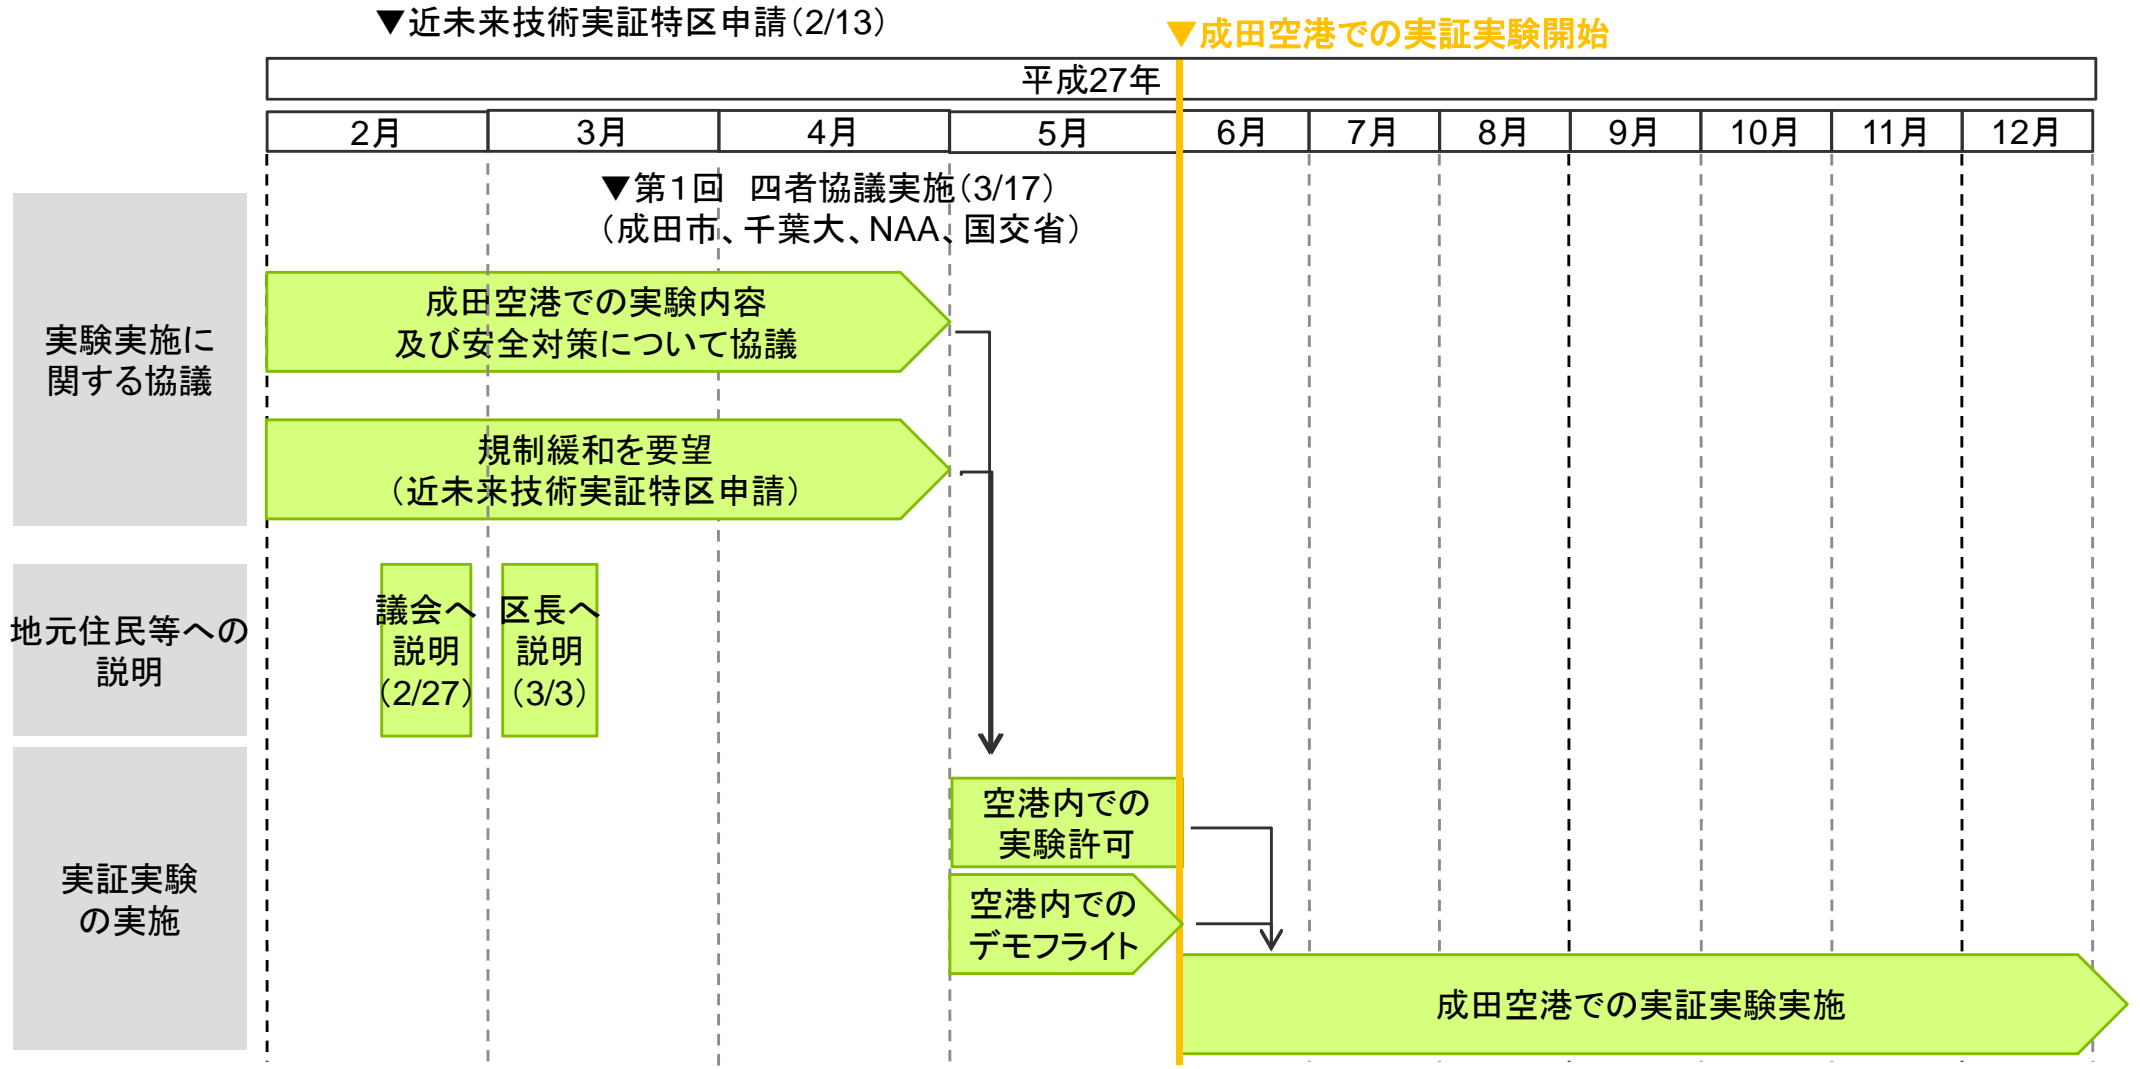 ▼近未来技術実証特区申請(2/13)
▼成田空港での実証実験開始
平成27年
2月 3月 4月 5月 6月 7月 8月 9月 10月 11月 12月
▼第1回　四者協議実施(3/17)
(成田市、千葉大、NAA、国交省)
実験実施に
関する協議
成田空港での実験内容
及び安全対策について協議
規制緩和を要望
(近未来技術実証特区申請)
地元住民等への
説明
議会へ
説明
(2/27)
区長へ
説明
(3/3)
実証実験
の実施
空港内での
実験許可
空港内での
デモフライト
成田空港での実証実験実施